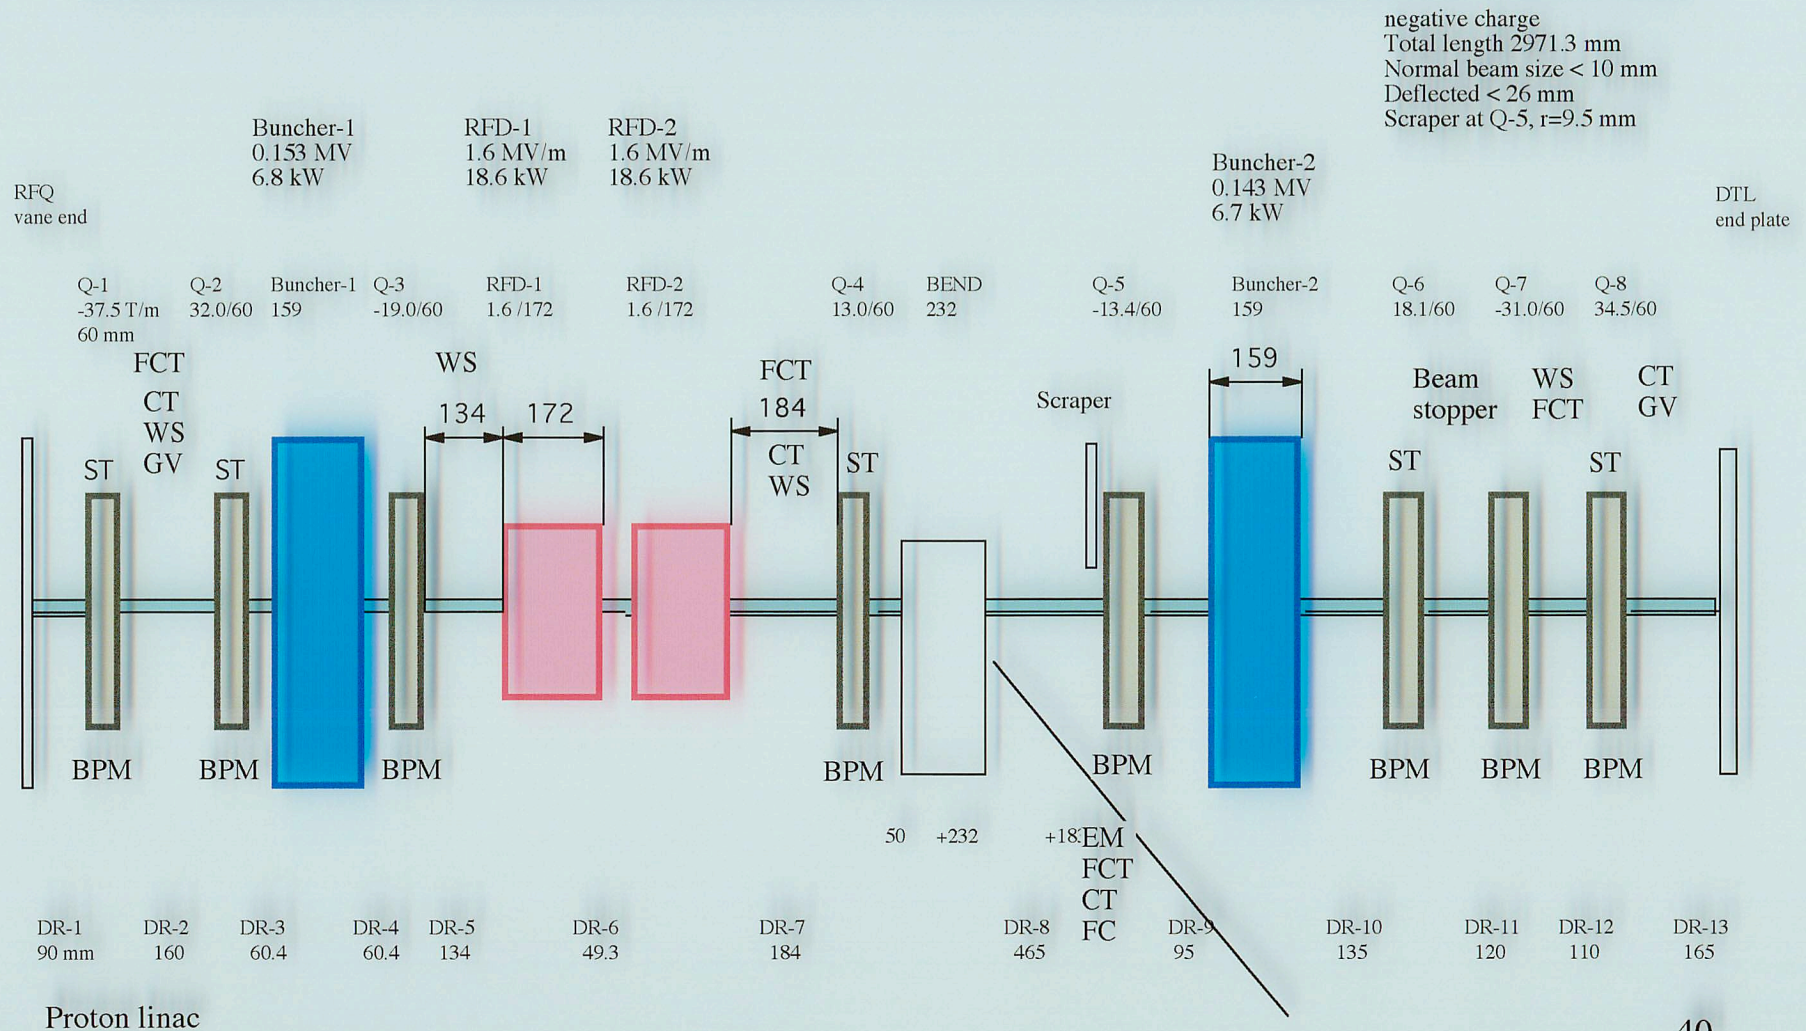 negative charge
Total length 2971.3 mm
Normal beam size < 10 mm
Deflected < 26 mm
Scraper at Q-5, r=9.5 mm
Buncher-1
0.153 MV
6.8 kW
RFD-1
1.6 MV/m
18.6 kW
RFD-2
1.6 MV/m
18.6 kW
Buncher-2
0.143 MV
6.7 kW
RFQ
vane end
DTL
end plate
Q-1
-37.5 T/m
60 mm
Q-2
32.0/60
Buncher-1
159
Q-3
-19.0/60
RFD-1
1.6 /172
RFD-2
1.6 /172
Q-4
13.0/60
BEND
232
Q-5
-13.4/60
Buncher-2
159
Q-6
18.1/60
Q-7
-31.0/60
Q-8
34.5/60
FCT
CT
WS
GV
ST
ST
WS
134
172
FCT
184
CT
WS
ST
Scraper
159
Beam
stopper
WS
FCT
CT
GV
ST
ST
BPM
BPM
BPM
BPM
BPM
BPM
BPM
BPM
50
+232
EM
FCT
CT
FC
DR-1
90 mm
DR-2
160
DR-3
60.4
DR-4
60.4
DR-5
134
DR-6
49.3
DR-7
184
DR-8
465
DR-9
95
DR-10
135
DR-11
120
DR-12
110
DR-13
165
Proton linac
40